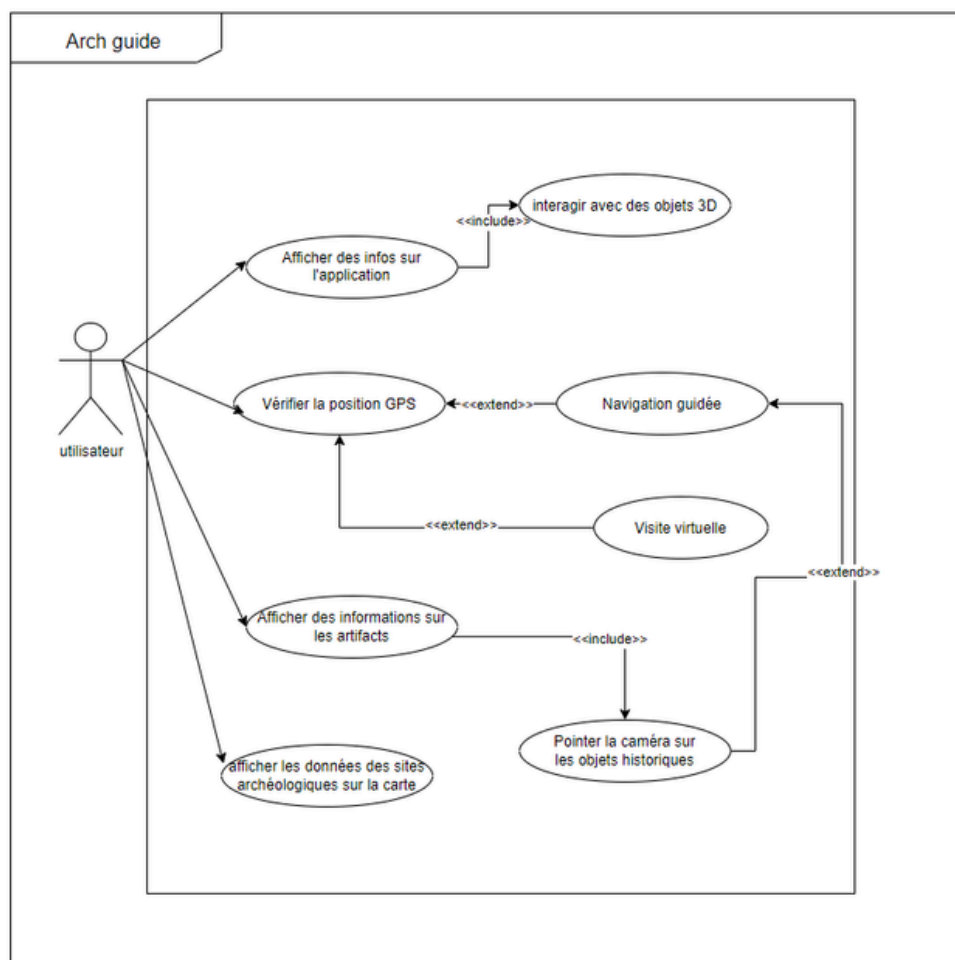 Arch guide
interagir avec des objets 3D
<<include>>
Afficher des infos sur
l'application
Vérifier la position GPS
<<extend>>
Navigation guidée
utilisateur
<<extend>>
Visite virtuelle
<<extend>>
Afficher des informations sur
les artifacts
<<include>>
Pointer la caméra sur
les objets historiques
afficher les données des sites
archéologiques sur la carte